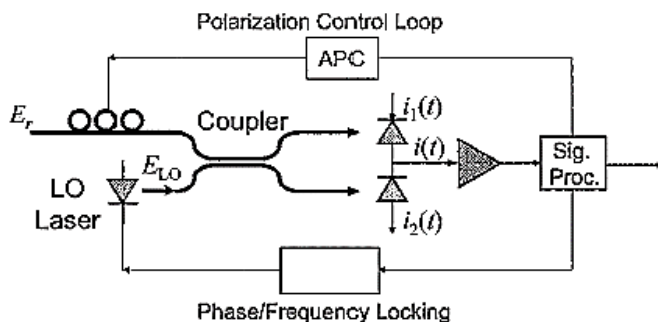 Polarization Control Loop
APC
E_r
Coupler
i_1(t)
i(t)
E_LO
LO
Laser
Sig.
Proc.
i_2(t)
Phase/Frequency Locking